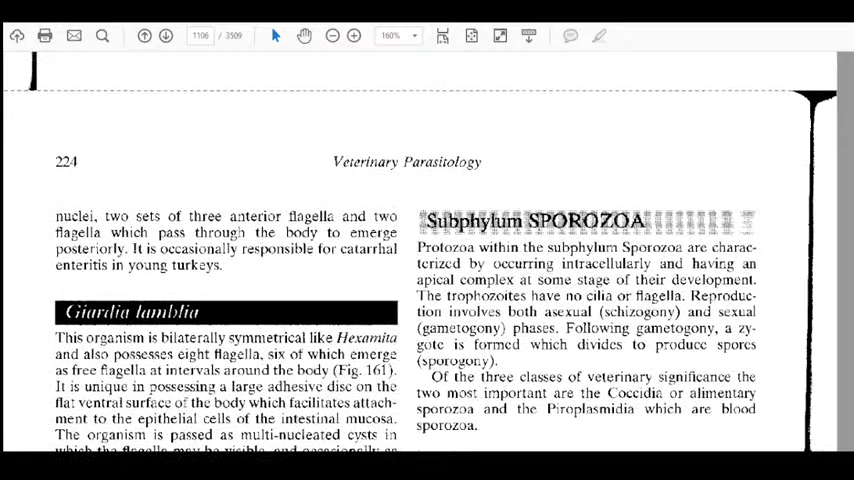 1106 / 3509
160%
224
Veterinary Parasitology
nuclei, two sets of three anterior flagella and two
flagella which pass through the body to emerge
posteriorly. It is occasionally responsible for catarrhal
enteritis in young turkeys.
Giardia lamblia
This organism is bilaterally symmetrical like Hexamita
and also possesses eight flagella, six of which emerge
as free flagella at intervals around the body (Fig. 161).
It is unique in possessing a large adhesive disc on the
flat ventral surface of the body which facilitates attach-
ment to the epithelial cells of the intestinal mucosa.
The organism is passed as multi-nucleated cysts in
which the flagella may be visible, and occasionally as
Subphylum SPOROZOA
Protozoa within the subphylum Sporozoa are charac-
terized by occurring intracellularly and having an
apical complex at some stage of their development.
The trophozoites have no cilia or flagella. Reproduc-
tion involves both asexual (schizogony) and sexual
(gametogony) phases. Following gametogony, a zy-
gote is formed which divides to produce spores
(sporogony).
Of the three classes of veterinary significance the
two most important are the Coccidia or alimentary
sporozoa and the Piroplasmidia which are blood
sporozoa.